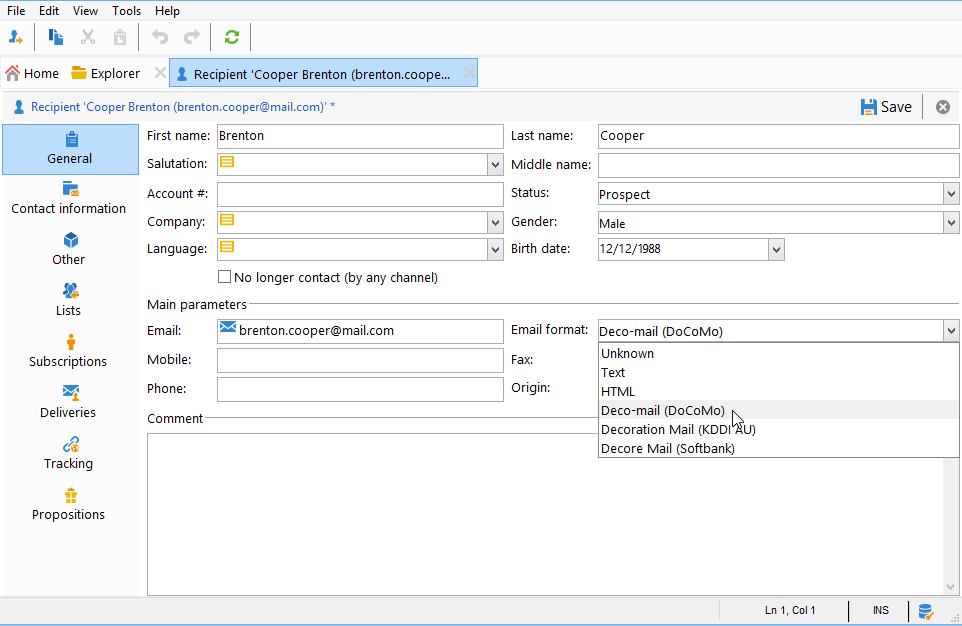 File Edit View Tools Help
Home Explorer Recipient 'Cooper Brenton (brenton.coope...
Recipient 'Cooper Brenton (brenton.cooper@mail.com)' * Save
General
Contact information
Other
Lists
Subscriptions
Deliveries
Tracking
Propositions
First name: Brenton Last name: Cooper
Salutation: Middle name:
Account #: Status: Prospect
Company: Gender: Male
Language: Birth date: 12/12/1988
No longer contact (by any channel)
Main parameters
Email: brenton.cooper@mail.com Email format: Deco-mail (DoCoMo)
Mobile: Fax:
Phone: Origin:
Unknown
Text
HTML
Deco-mail (DoCoMo)
Decoration Mail (KDDI AU)
Decore Mail (Softbank)
Comment
Ln 1, Col 1 INS